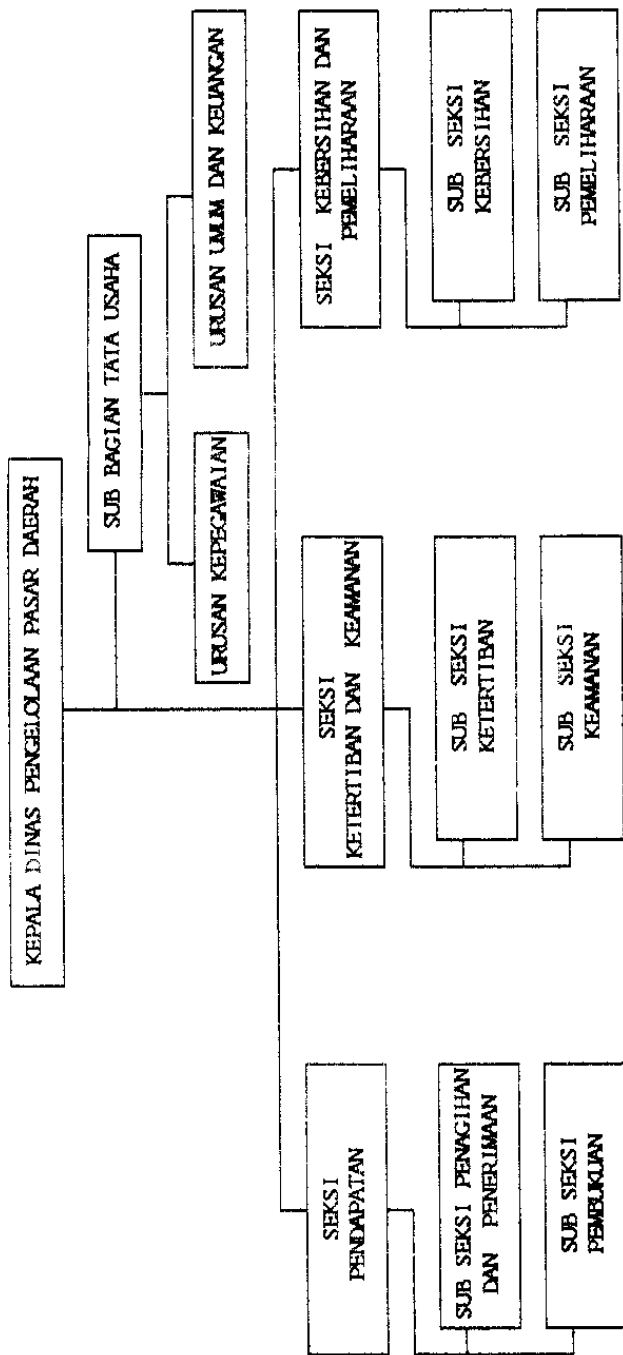 KEPALA DINAS PENGELOLAAN PASAR DAERAH
SUB BAGIAN TATA USAHA
URUSAN KEPEGAWAIAN
URUSAN UMUM DAN KEUANGAN
SEKSI
PENDAPATAN
SEKSI
KETERTIBAN DAN KEAMANAN
SEKSI KEBERSIHAN DAN
PEMELIHARAAN
SUB SEKSI PENAGIHAN
DAN PENERIMAAN
SUB SEKSI
KETERTIBAN
SUB SEKSI
KEBERSIHAN
SUB SEKSI
PEMBUKUAN
SUB SEKSI
KEAMANAN
SUB SEKSI
PEMELIHARAAN